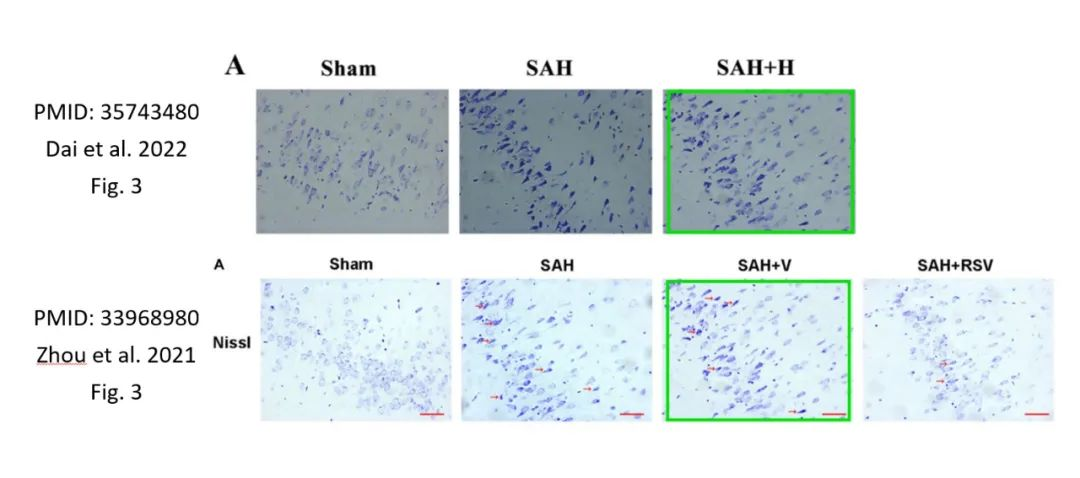 A
Sham SAH SAH+H
PMID: 35743480
Dai et al. 2022
Fig. 3
A
Sham SAH SAH+V SAH+RSV
PMID: 33968980
Zhou et al. 2021
Fig. 3
Nissl